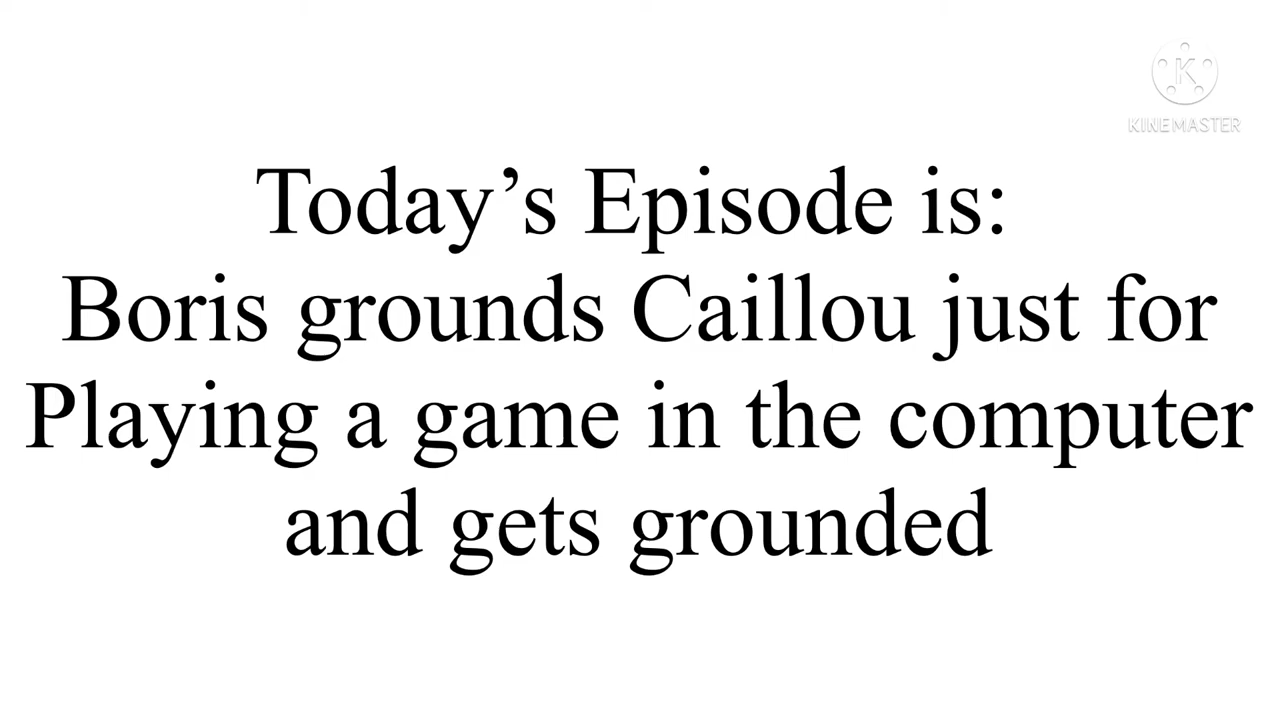 K
KINEMASTER
Today’s Episode is:
Boris grounds Caillou just for
Playing a game in the computer
and gets grounded